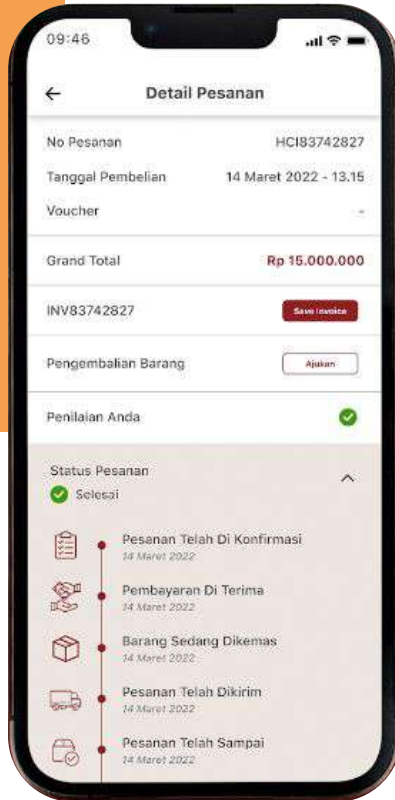 09:46
Detail Pesanan
No Pesanan HCI83742827
Tanggal Pembelian 14 Maret 2022 - 13.15
Voucher -
Grand Total Rp 15.000.000
INV83742827 Save Invoice
Pengembalian Barang Ajukan
Penilaian Anda
Status Pesanan
Selesai
Pesanan Telah Di Konfirmasi
14 Maret 2022
Pembayaran Di Terima
14 Maret 2022
Barang Sedang Dikemas
14 Maret 2022
Pesanan Telah Dikirim
14 Maret 2022
Pesanan Telah Sampai
14 Maret 2022